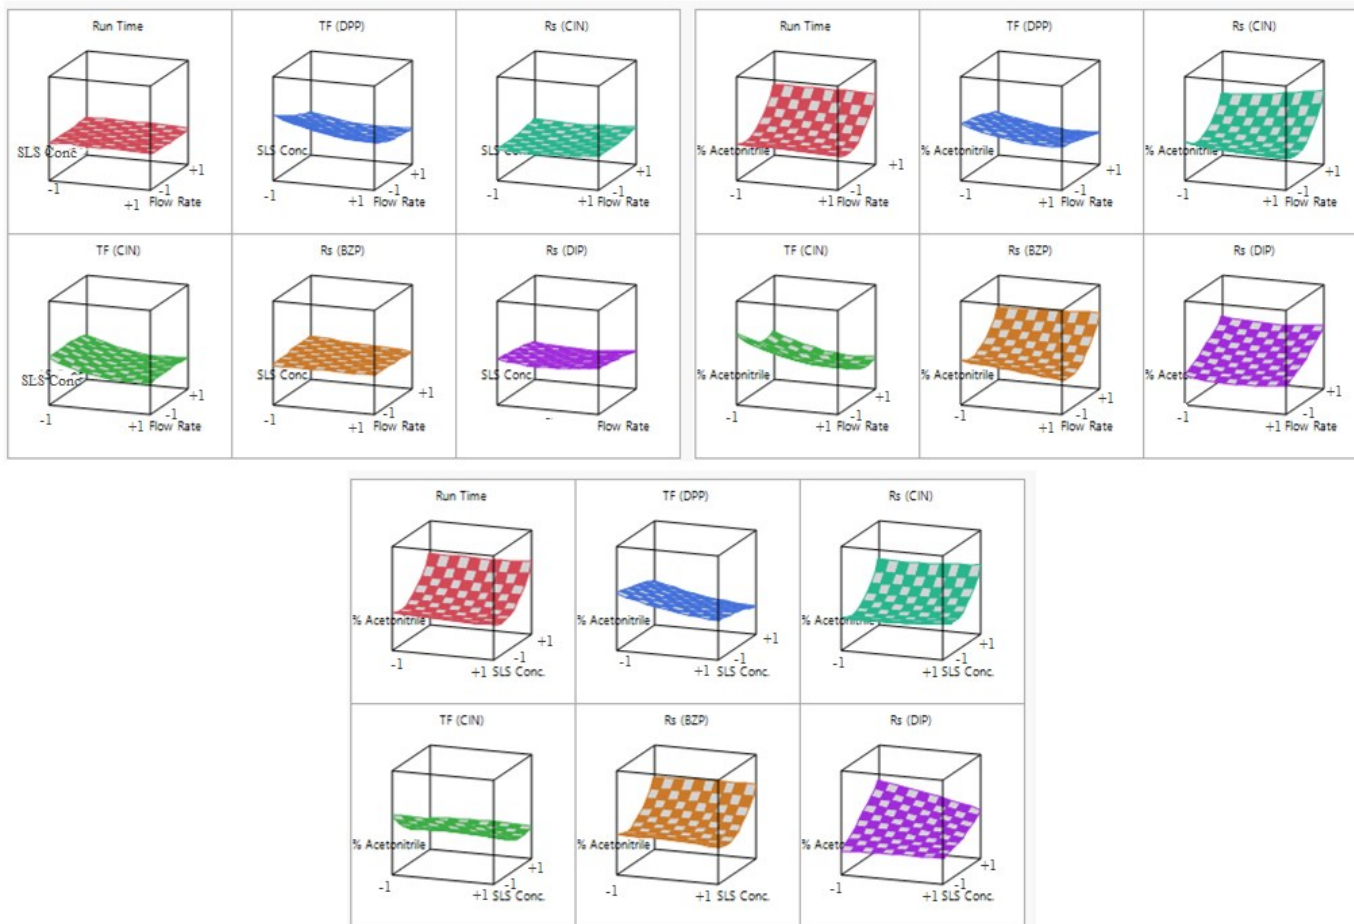 Run Time
TF (DPP)
Rs (CIN)
SLS Conc
-1
+1
-1
+1
Flow Rate
SLS Conc.
-1
+1
-1
+1
Flow Rate
-1
+1
-1
+1
Flow Rate
TF (CIN)
Rs (BZP)
Rs (DIP)
SLS Conc
-1
+1
-1
+1
Flow Rate
SLS Conc.
-1
+1
-1
+1
Flow Rate
SLS Conc.
-
Flow Rate
Run Time
TF (DPP)
Rs (CIN)
% Acetonitrile
-1
+1
-1
+1
Flow Rate
% Acetonitrile
-1
+1
-1
+1
Flow Rate
% Acetonitrile
-1
+1
-1
+1
Flow Rate
TF (CIN)
Rs (BZP)
Rs (DIP)
% Acetonitrile
-1
+1
-1
+1
Flow Rate
% Acetonitrile
-1
+1
-1
+1
Flow Rate
-1
+1
-1
+1
Flow Rate
Run Time
TF (DPP)
Rs (CIN)
% Acetonitrile
-1
+1
-1
+1
SLS Conc.
% Acetonitrile
-1
+1
-1
+1
SLS Conc.
% Acetonitrile
-1
+1
-1
+1
SLS Conc.
TF (CIN)
Rs (BZP)
Rs (DIP)
% Acetonitrile
-1
+1
-1
+1
SLS Conc.
% Acetonitrile
-1
+1
-1
+1
SLS Conc.
-1
+1
-1
+1
SLS Conc.